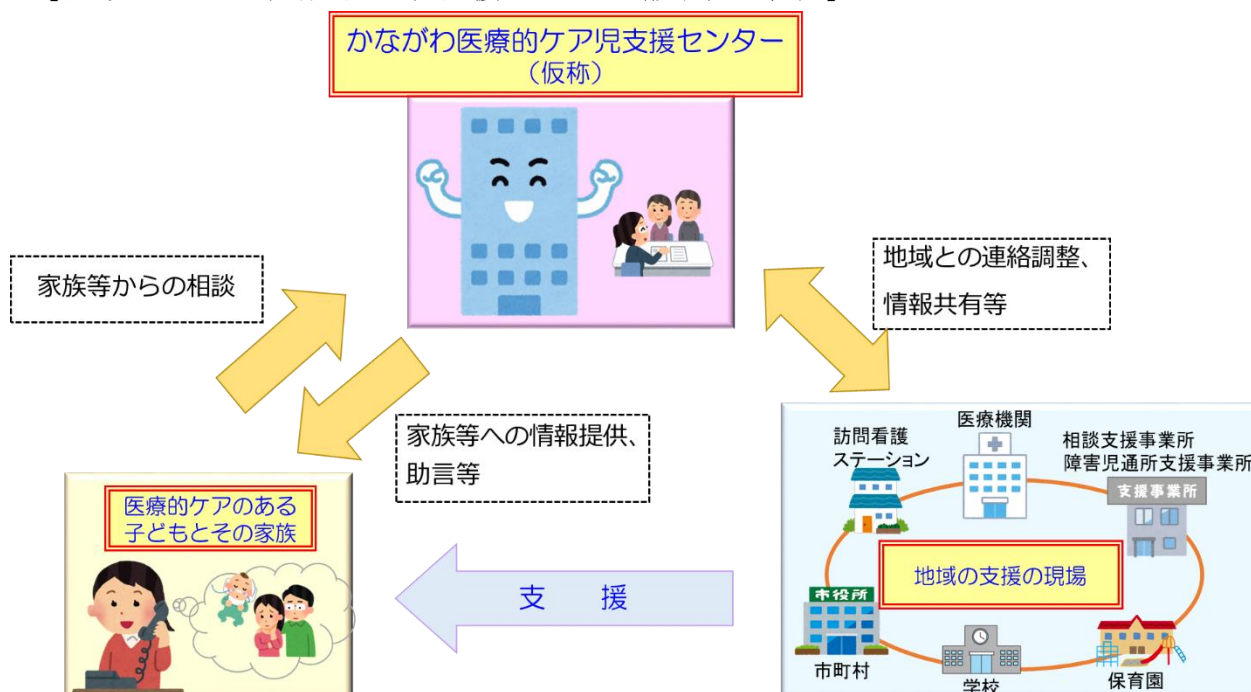 かながわ医療的ケア児支援センター
（仮称）
家族等からの相談
地域との連絡調整、
情報共有等
家族等への情報提供、
助言等
医療的ケアのある
子どもとその家族
支　援
訪問看護
ステーション
医療機関
相談支援事業所
障害児通所支援事業所
支援事業所
地域の支援の現場
市役所
市町村
学校
保育園